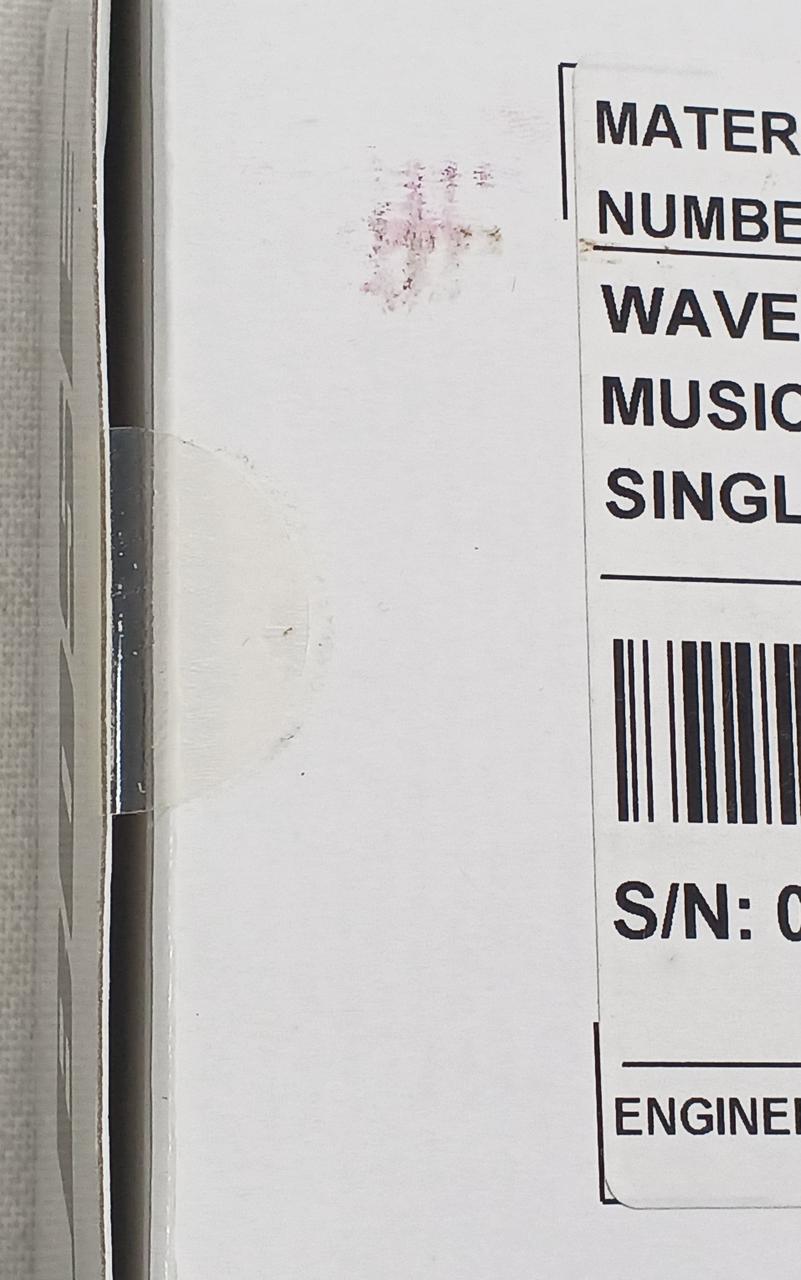 MATER
NUMBE
WAVE
MUSIC
SINGL
S/N: 0
ENGINE